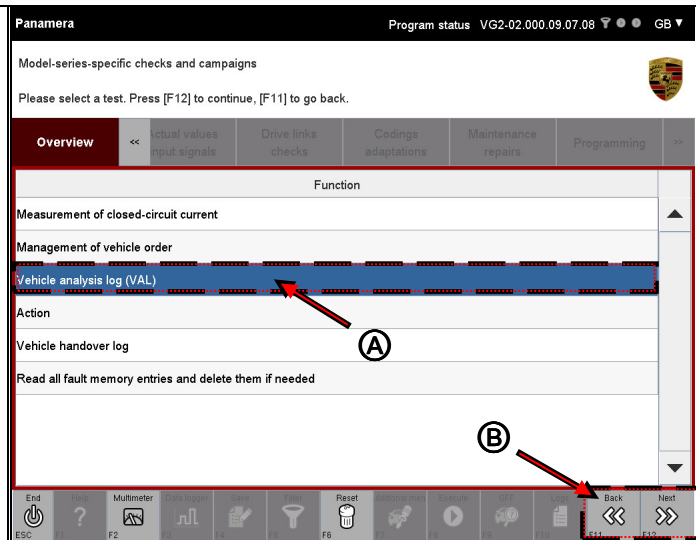 Panamera Program status VG2-02.000.09.07.08 GB
Model-series-specific checks and campaigns
Please select a test. Press [F12] to continue, [F11] to go back.
Overview << Actual values Drive links Codings Maintenance Programming >>
input signals checks adaptations repairs
Function
Measurement of closed-circuit current
Management of vehicle order
Vehicle analysis log (VAL)
Action
A
Vehicle handover log
Read all fault memory entries and delete them if needed
B
End Help Multimeter Data logger Save Filter Reset Execute GFF Logs Back Next
ESC F1 F2 F3 F4 F5 F6 F7 F8 F9 F10 F11 F12